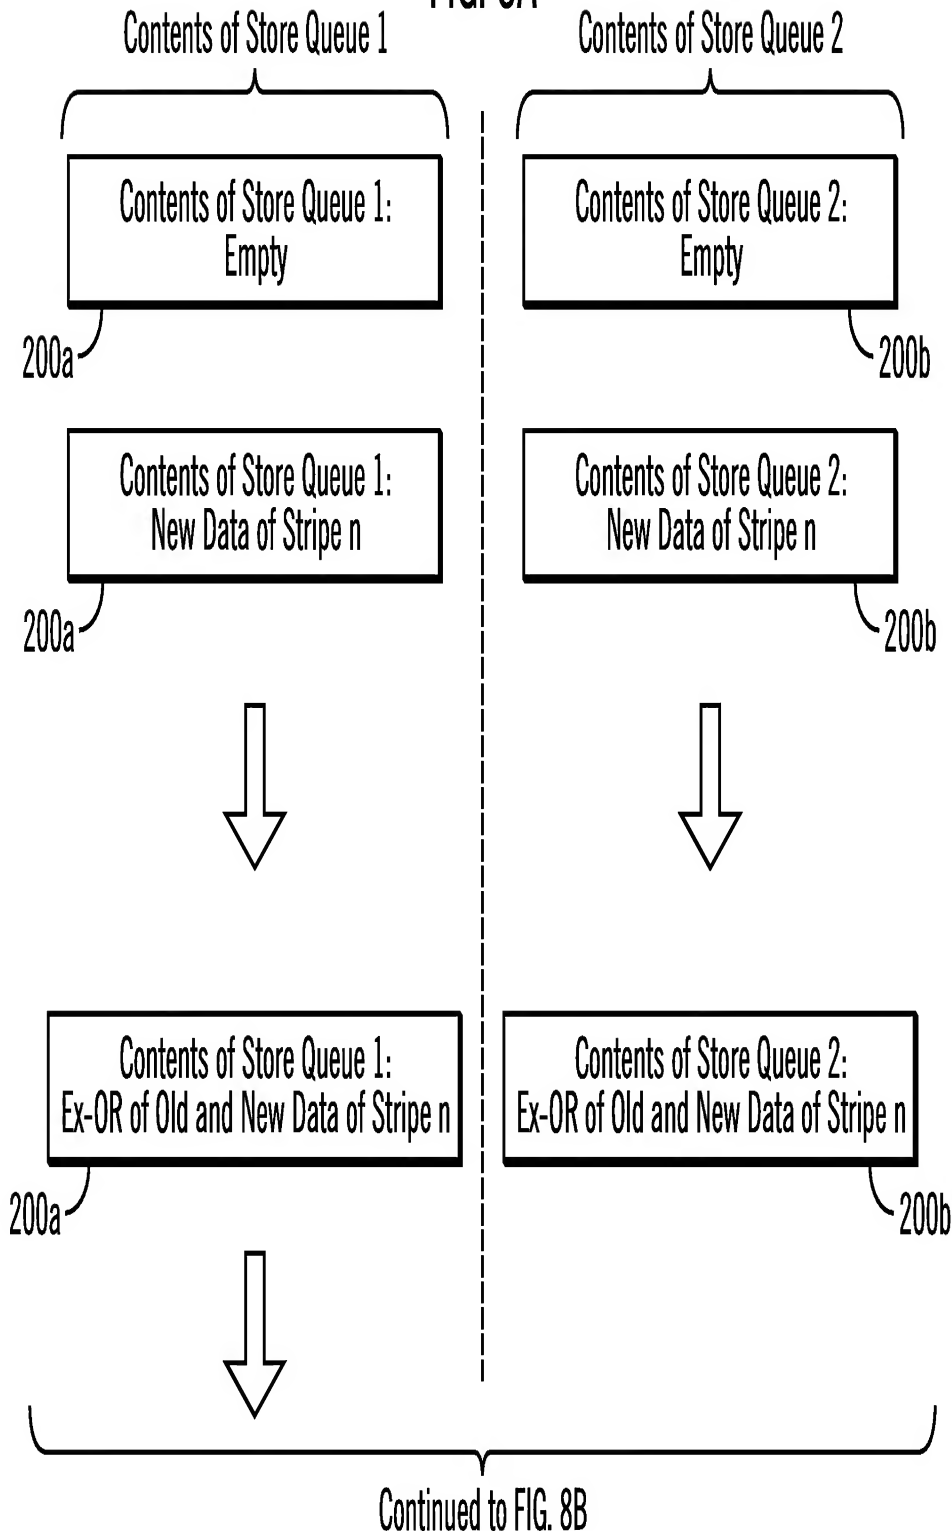 Contents of Store Queue 1
Contents of Store Queue 2
Contents of Store Queue 1:
Empty
200a
Contents of Store Queue 2:
Empty
200b
Contents of Store Queue 1:
New Data of Stripe n
200a
Contents of Store Queue 2:
New Data of Stripe n
200b
Contents of Store Queue 1:
Ex-OR of Old and New Data of Stripe n
200a
Contents of Store Queue 2:
Ex-OR of Old and New Data of Stripe n
200b
Continued to FIG. 8B